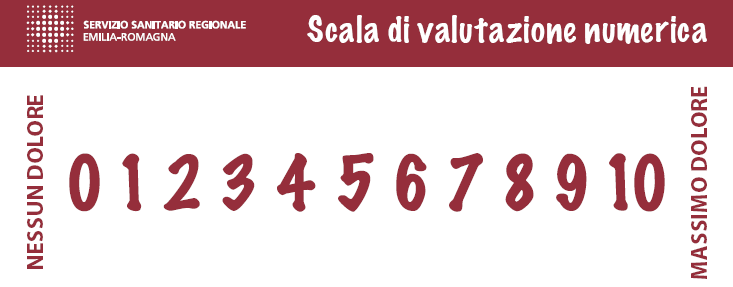 SERVIZIO SANITARIO REGIONALE
EMILIA-ROMAGNA
Scala di valutazione numerica
NESSUN DOLORE
0 1 2 3 4 5 6 7 8 9 10
MASSIMO DOLORE